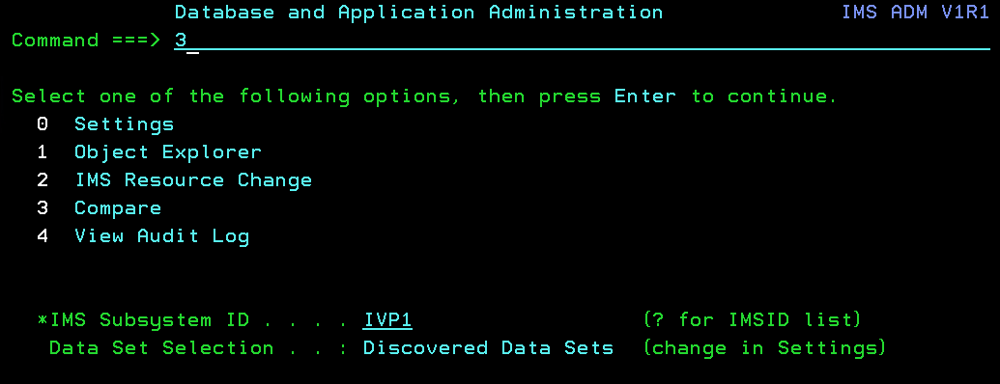 Database and Application Administration IMS ADM V1R1
Command ===> 3_
Select one of the following options, then press Enter to continue.
0 Settings
1 Object Explorer
2 IMS Resource Change
3 Compare
4 View Audit Log
*IMS Subsystem ID . . . . IVP1 (? for IMSID list)
Data Set Selection . . : Discovered Data Sets (change in Settings)